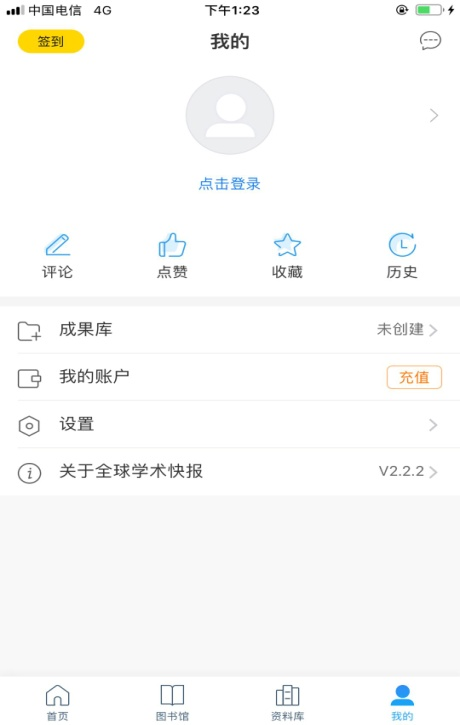 中国电信 4G 下午1:23
签到 我的
点击登录
评论 点赞 收藏 历史
成果库 未创建
我的账户 充值
设置
关于全球学术快报 V2.2.2
首页 图书馆 资料库 我的